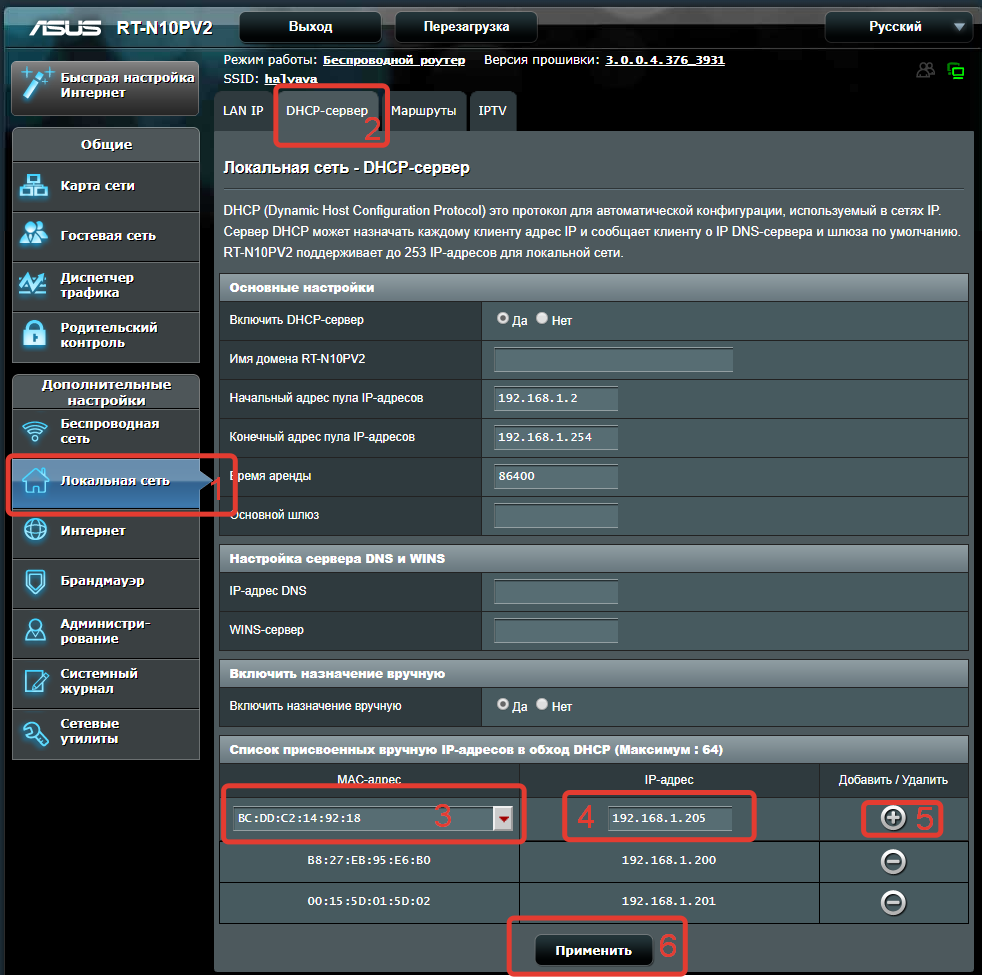 ASUS RT-N10PV2 Выход Перезагрузка Русский
Режим работы: Беспроводной роутер Версия прошивки: 3.0.0.4.376_3931
SSID: halyava
Быстрая настройка
Интернет
Общие
Карта сети
Гостевая сеть
Диспетчер
трафика
Родительский
контроль
Дополнительные
настройки
Беспроводная
сеть
Локальная сеть 1
Интернет
Брандмауэр
Администри-
рование
Системный
журнал
Сетевые
утилиты
LAN IP DHCP-сервер 2 Маршруты IPTV
Локальная сеть - DHCP-сервер
DHCP (Dynamic Host Configuration Protocol) это протокол для автоматической конфигурации, используемый в сетях IP.
Сервер DHCP может назначать каждому клиенту адрес IP и сообщает клиенту о IP DNS-сервера и шлюза по умолчанию.
RT-N10PV2 поддерживает до 253 IP-адресов для локальной сети.
Основные настройки
Включить DHCP-сервер Да Нет
Имя домена RT-N10PV2
Начальный адрес пула IP-адресов 192.168.1.2
Конечный адрес пула IP-адресов 192.168.1.254
Время аренды 86400
Основной шлюз
Настройка сервера DNS и WINS
IP-адрес DNS
WINS-сервер
Включить назначение вручную
Включить назначение вручную Да Нет
Список присвоенных вручную IP-адресов в обход DHCP (Максимум : 64)
MAC-адрес IP-адрес Добавить / Удалить
BC:DD:C2:14:92:18 3 4 192.168.1.205 5
B8:27:EB:95:E6:B0 192.168.1.200
00:15:5D:01:5D:02 192.168.1.201
Применить 6